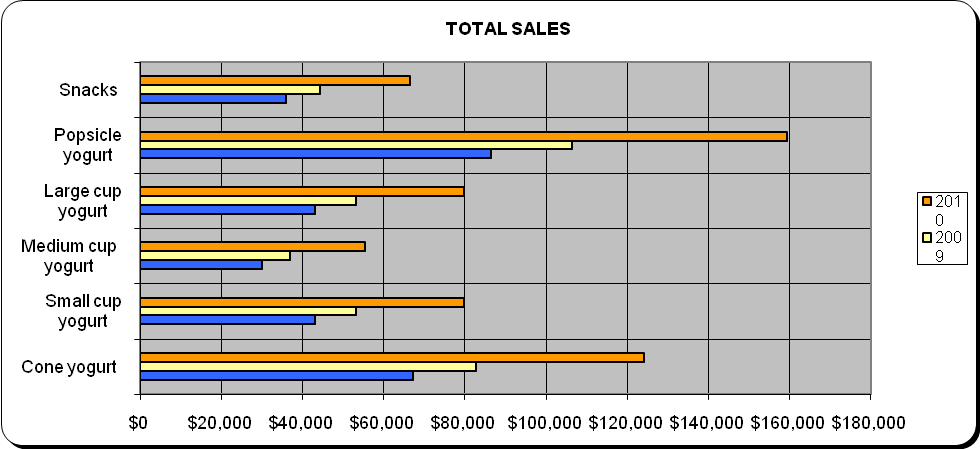 TOTAL SALES
Snacks
Popsicle
yogurt
Large cup
yogurt
Medium cup
yogurt
Small cup
yogurt
Cone yogurt
$0 $20,000 $40,000 $60,000 $80,000 $100,000 $120,000 $140,000 $160,000 $180,000
201
0
200
9